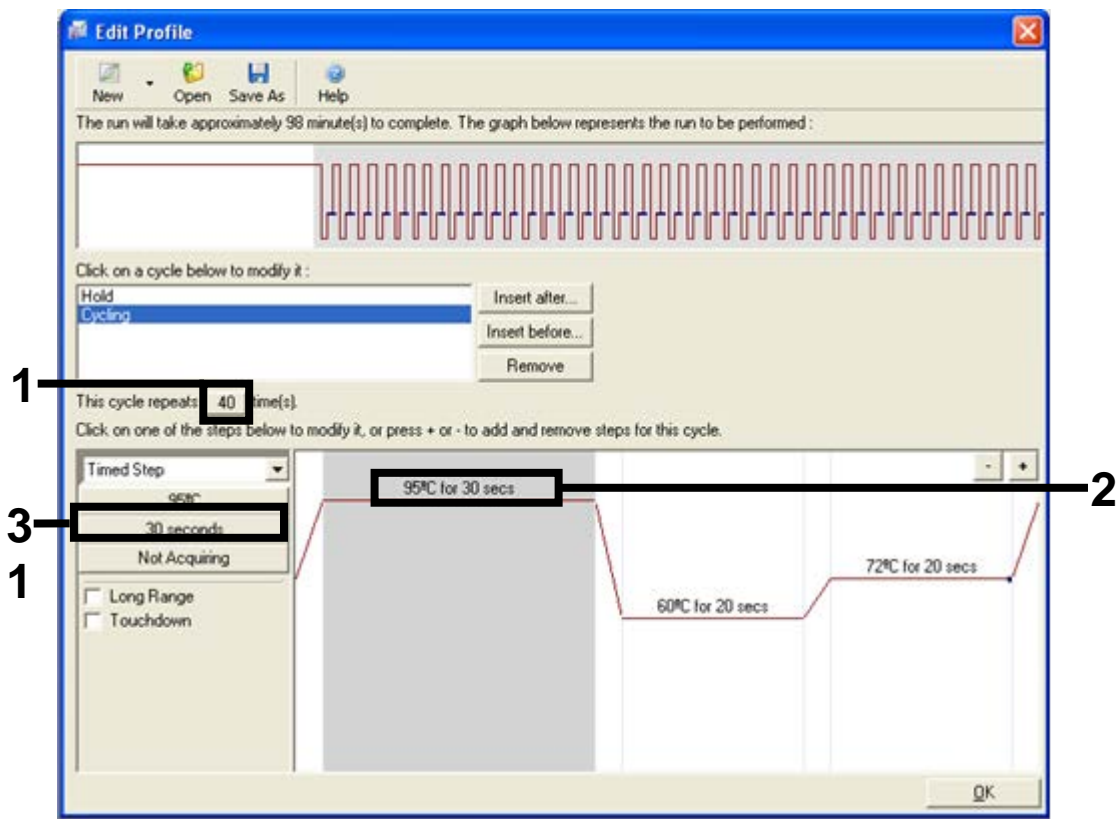 Edit Profile
New Open Save As Help
The run will take approximately 98 minute(s) to complete. The graph below represents the run to be performed :
Click on a cycle below to modify it :
Hold
Insert after...
Cycling
Insert before...
Remove
1
This cycle repeats 40 time(s).
Click on one of the steps below to modify it, or press + or - to add and remove steps for this cycle.
Timed Step
- +
95ºC
95ºC for 30 secs
2
3
30 seconds
Not Acquiring
72ºC for 20 secs
1
Long Range
60ºC for 20 secs
Touchdown
OK